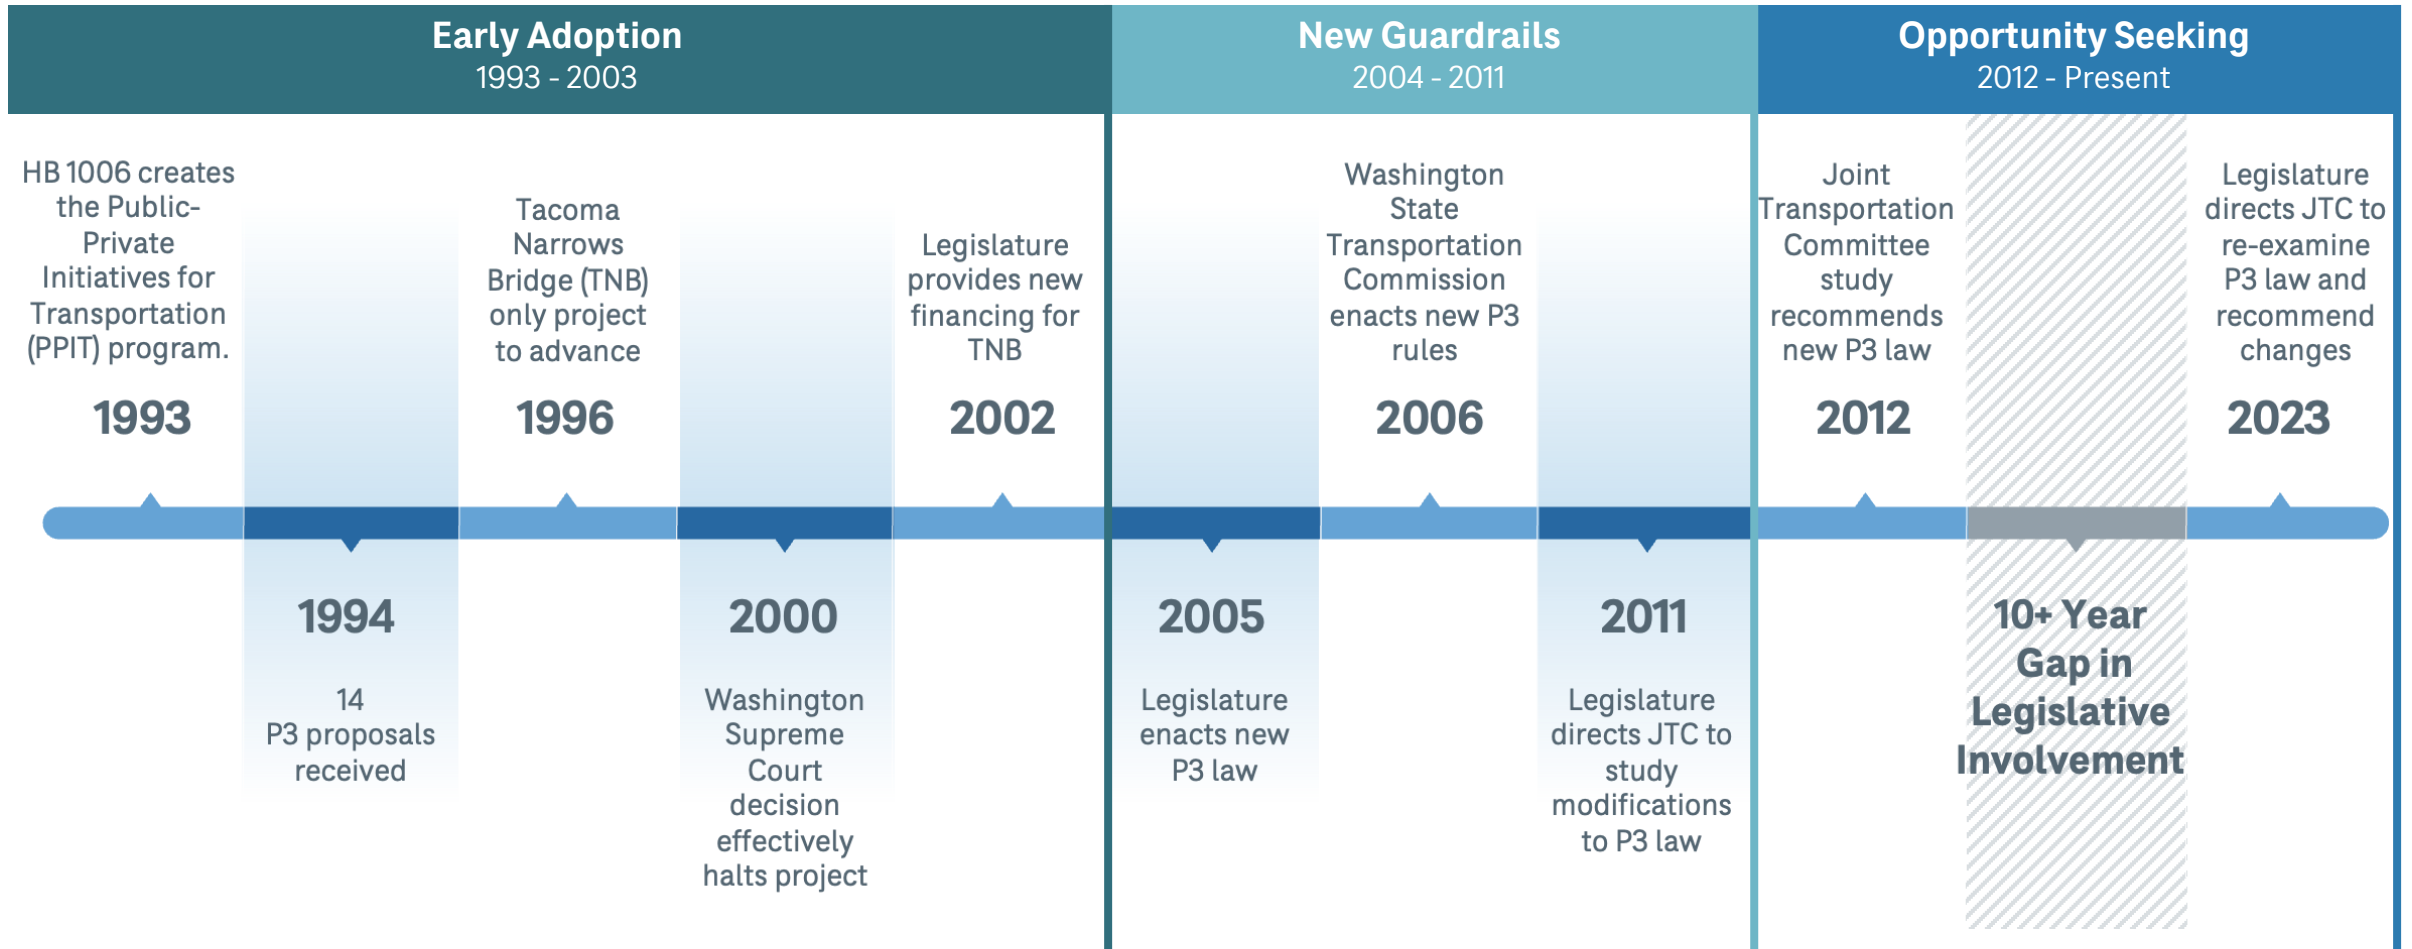 Early Adoption
1993 - 2003
New Guardrails
2004 - 2011
Opportunity Seeking
2012 - Present
HB 1006 creates
the Public-
Private
Initiatives for
Transportation
(PPIT) program.
1993
1994
14
P3 proposals
received
Tacoma
Narrows
Bridge (TNB)
only project
to advance
1996
2000
Washington
Supreme
Court
decision
effectively
halts project
Legislature
provides new
financing for
TNB
2002
2005
Legislature
enacts new
P3 law
Washington
State
Transportation
Commission
enacts new P3
rules
2006
2011
Legislature
directs JTC to
study
modifications
to P3 law
Joint
Transportation
Committee
study
recommends
new P3 law
2012
10+ Year
Gap in
Legislative
Involvement
Legislature
directs JTC to
re-examine
P3 law and
recommend
changes
2023